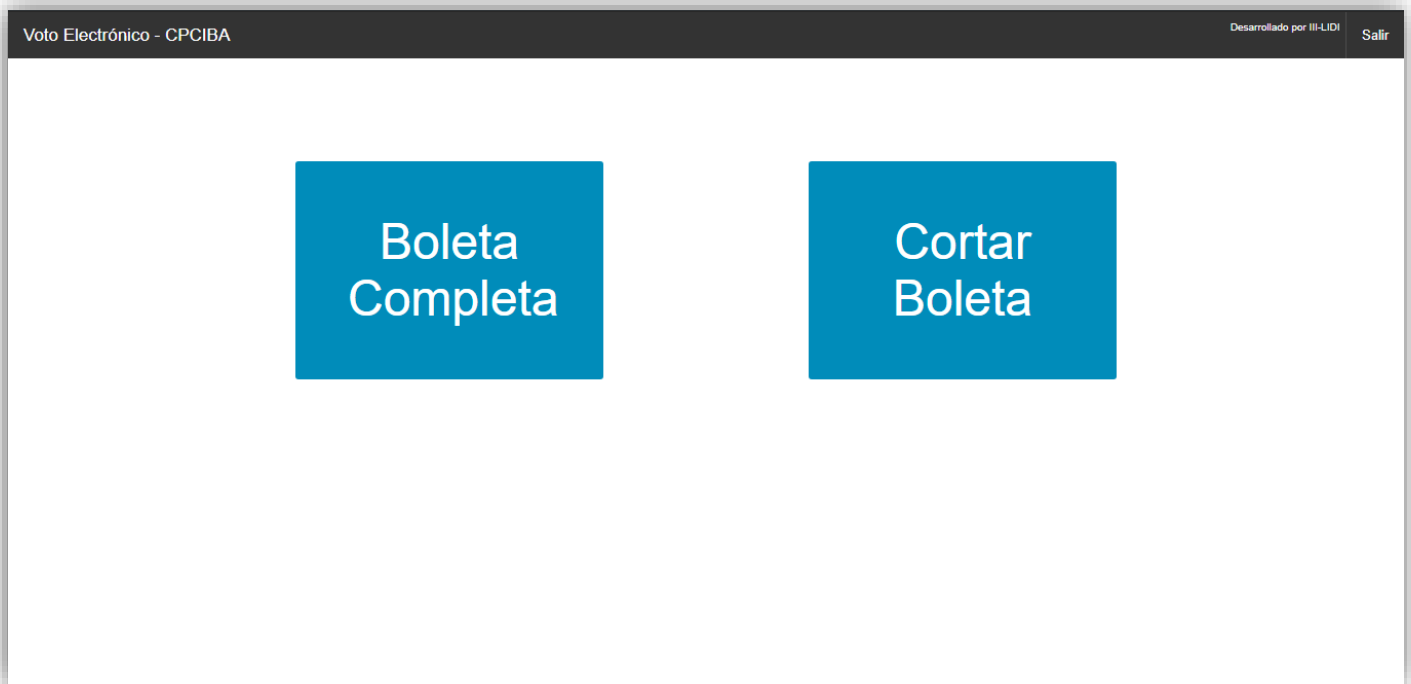 Voto Electrónico - CPCIBA
Desarrollado por III-LIDI
Salir
Boleta
Completa
Cortar
Boleta